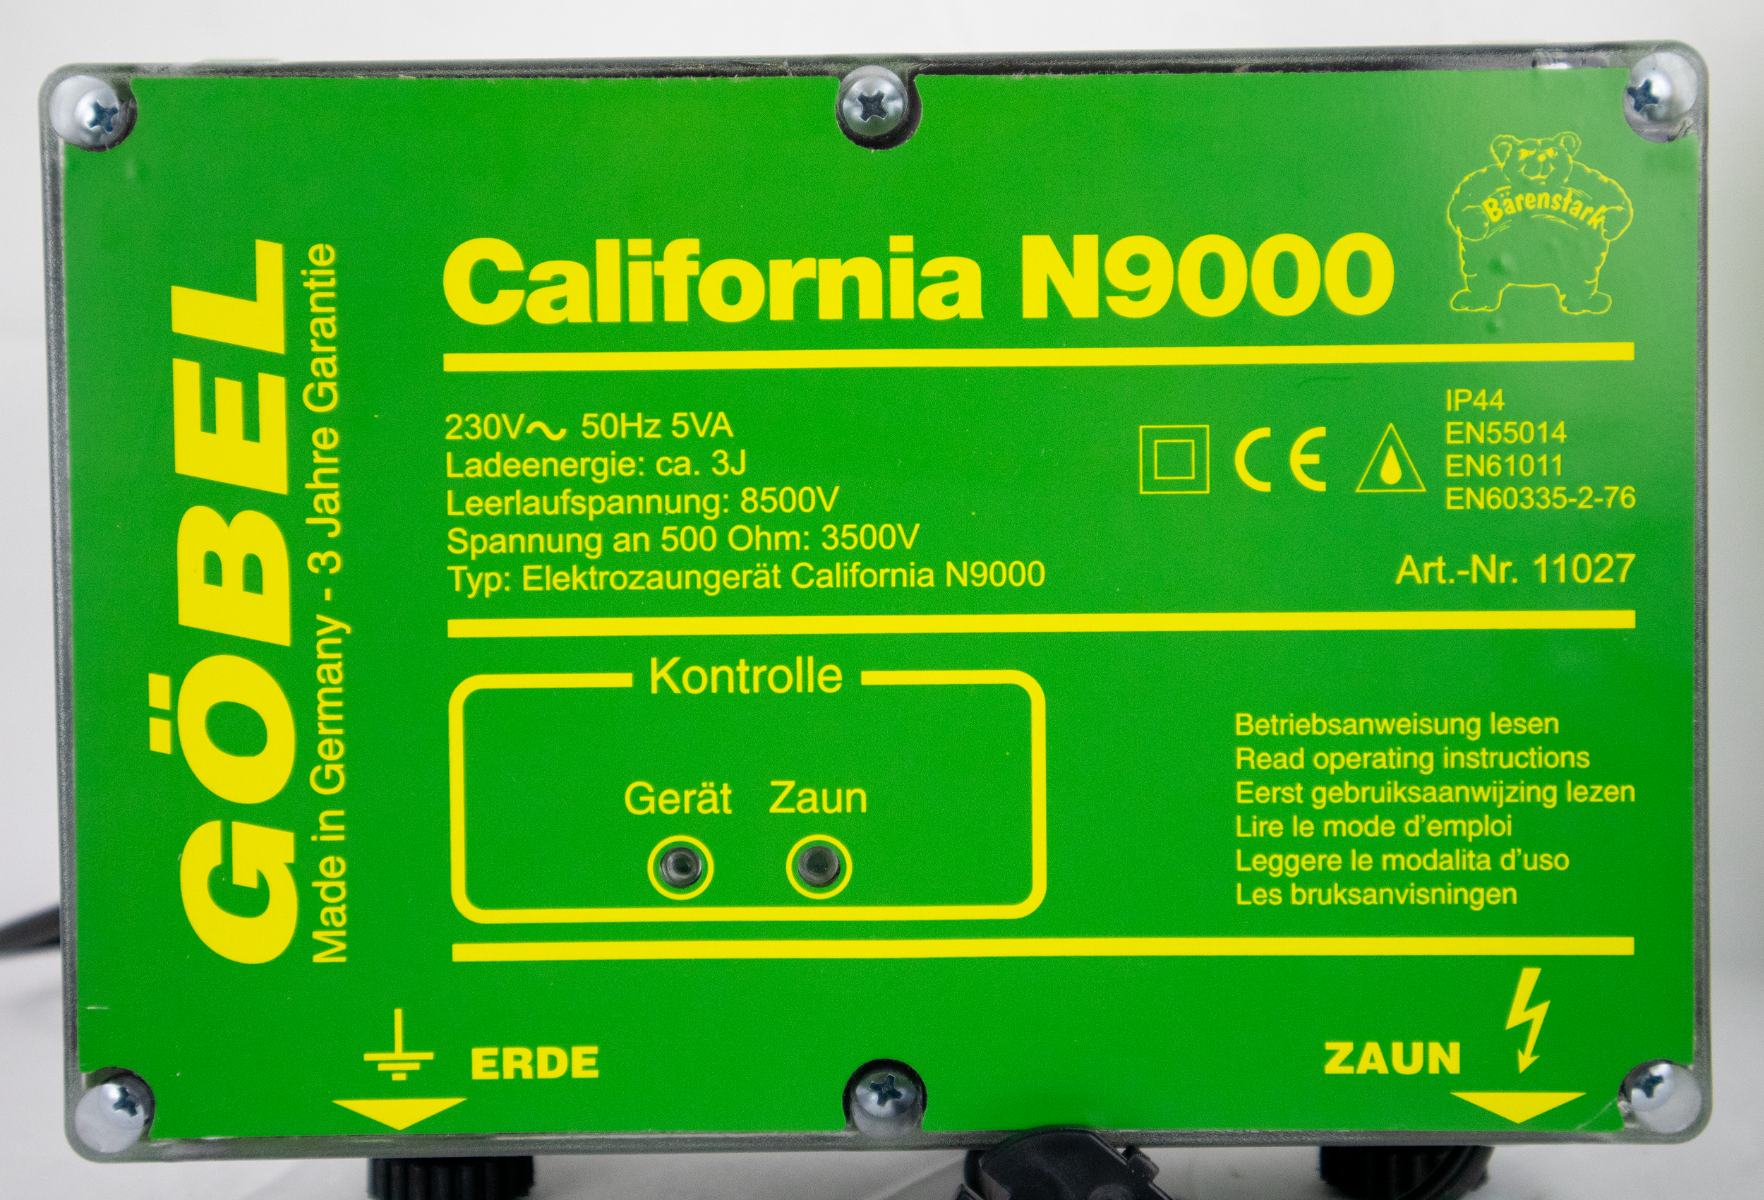 GÖBEL
Made in Germany - 3 Jahre Garantie
California N9000
Bärenstark
230V~ 50Hz 5VA
Ladeenergie: ca. 3J
Leerlaufspannung: 8500V
Spannung an 500 Ohm: 3500V
Typ: Elektrozaungerät California N9000
CE
IP44
EN55014
EN61011
EN60335-2-76
Art.-Nr. 11027
Kontrolle
Gerät Zaun
Betriebsanweisung lesen
Read operating instructions
Eerst gebruiksaanwijzing lezen
Lire le mode d'emploi
Leggere le modalita d'uso
Les bruksanvisningen
ERDE
ZAUN